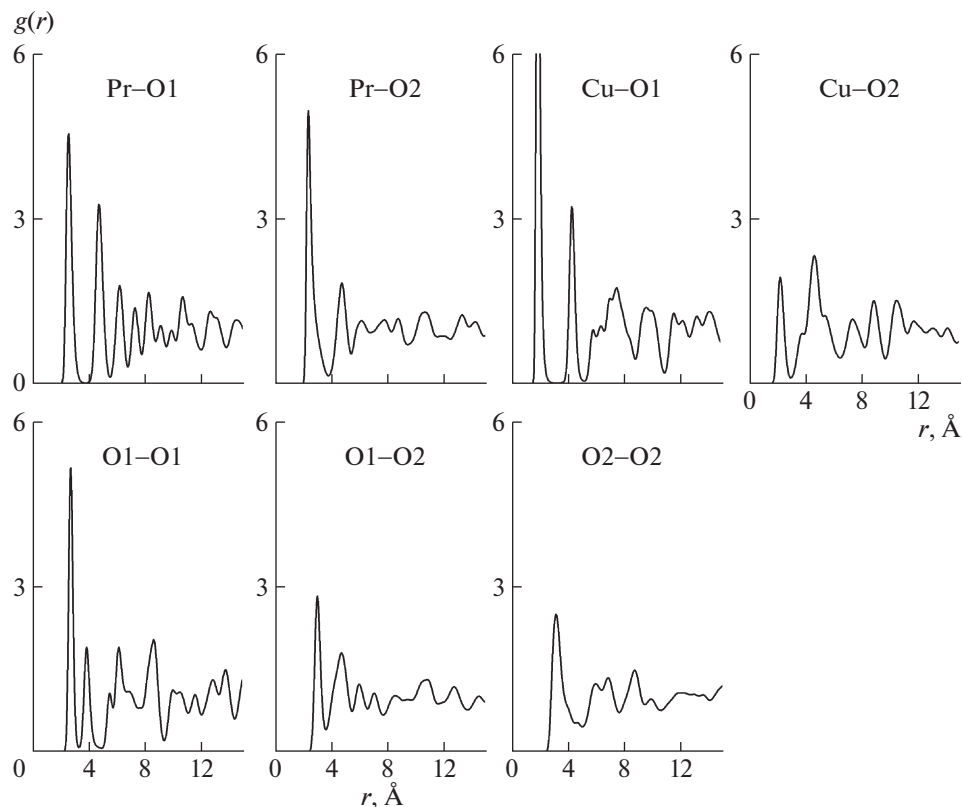 g(r)
6 6 6 6
Pr–O1 Pr–O2 Cu–O1 Cu–O2
3 3 3 3
0
0 4 8 12
r, Å
6 6 6
O1–O1 O1–O2 O2–O2
3 3 3
0 4 8 12 0 4 8 12 0 4 8 12
r, Å